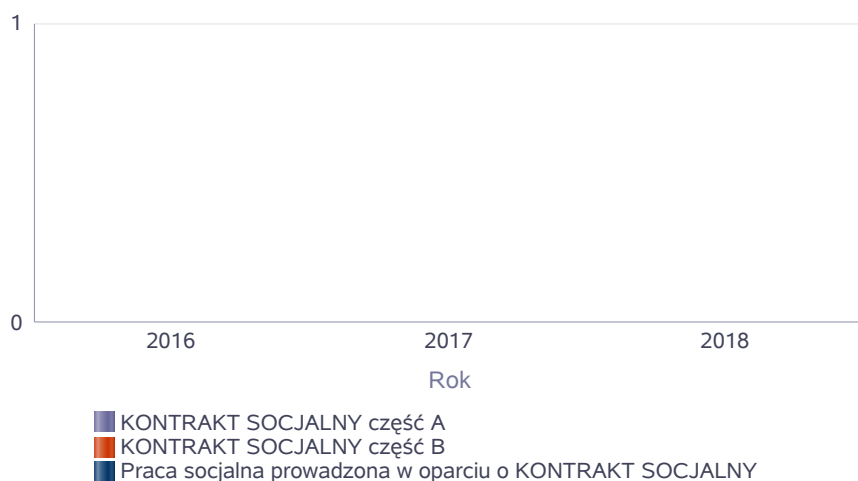 1
0
2016 2017 2018
Rok
KONTRAKT SOCJALNY część A
KONTRAKT SOCJALNY część B
Praca socjalna prowadzona w oparciu o KONTRAKT SOCJALNY